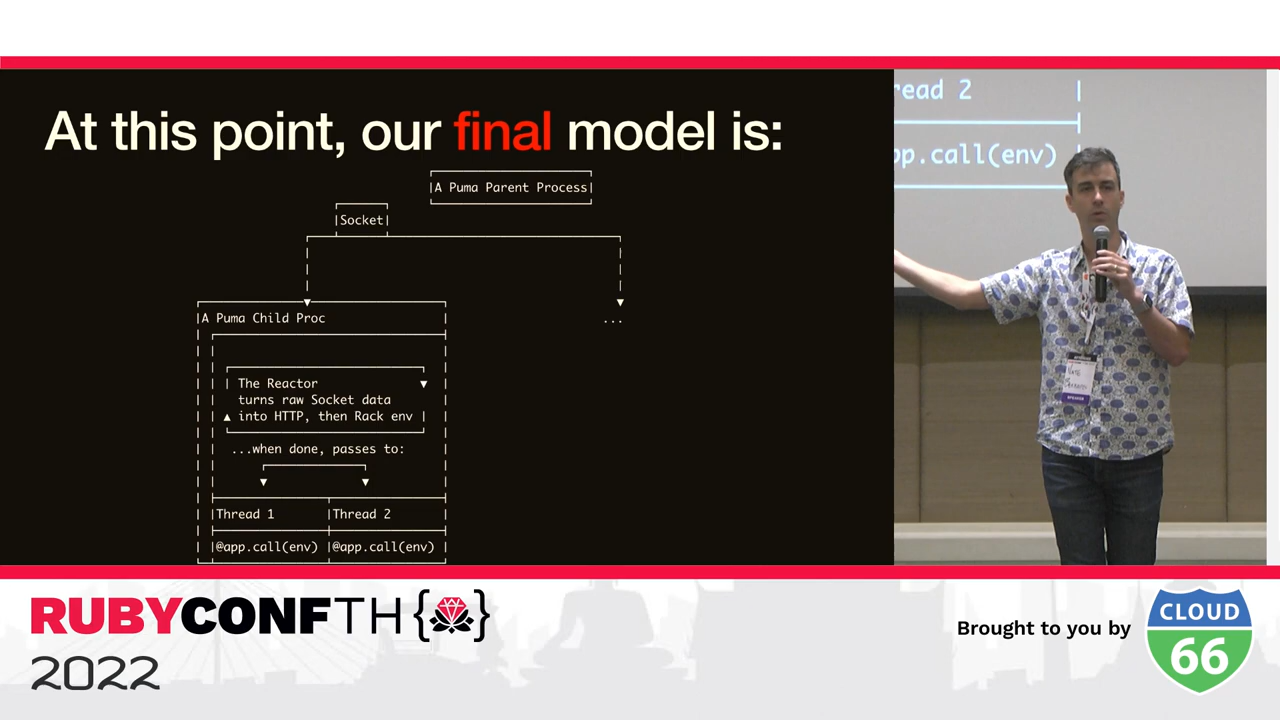 At this point, our final model is:
A Puma Parent Process
Socket
A Puma Child Proc
...
The Reactor
turns raw Socket data
into HTTP, then Rack env
...when done, passes to:
Thread 1
Thread 2
@app.call(env)
@app.call(env)
read 2
pp.call(env)
NATE
SPEAKER
RUBYCONFTH
2022
Brought to you by
CLOUD
66